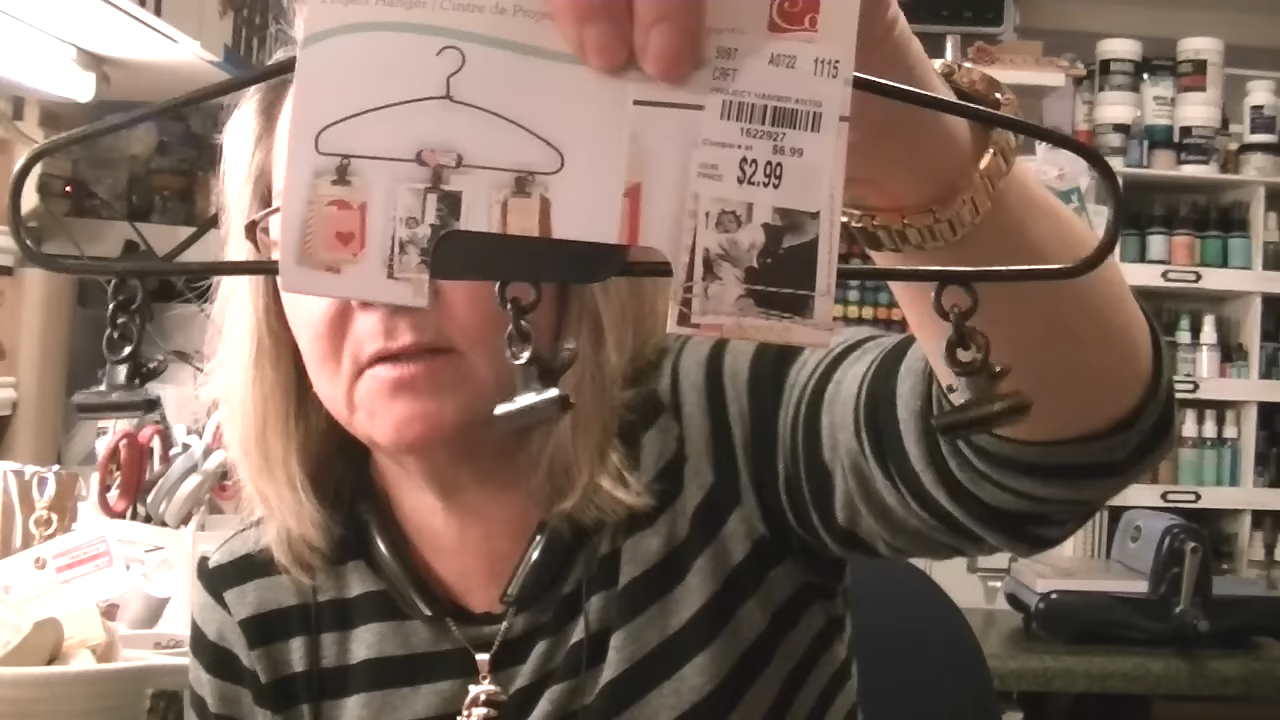 Project Hanger | Cintre de Proje
5097 A0722 1115
CRFT
PROJECT HANGER ANTIQ
1622927
Compare at $6.99
$2.99